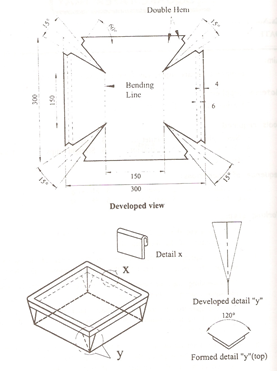 Double Hem
15°
15°
Bending
Line
4
6
300
150
15°
15°
150
300
Developed view
Detail x
x
y
Developed detail "y"
120°
Formed detail "y"(top)